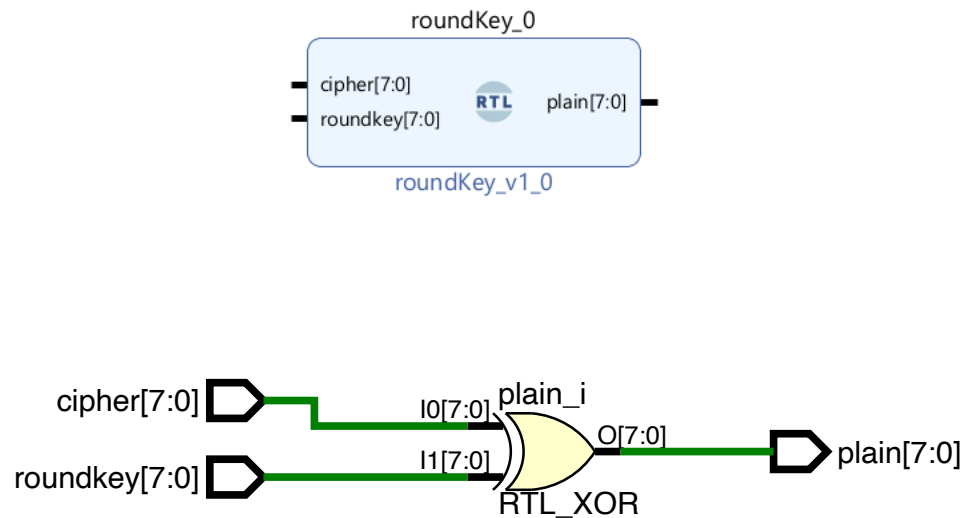 roundKey_0
cipher[7:0]
roundkey[7:0]
RTL
plain[7:0]
roundKey_v1_0
cipher[7:0]
I0[7:0]
plain_i
O[7:0]
plain[7:0]
roundkey[7:0]
I1[7:0]
RTL_XOR